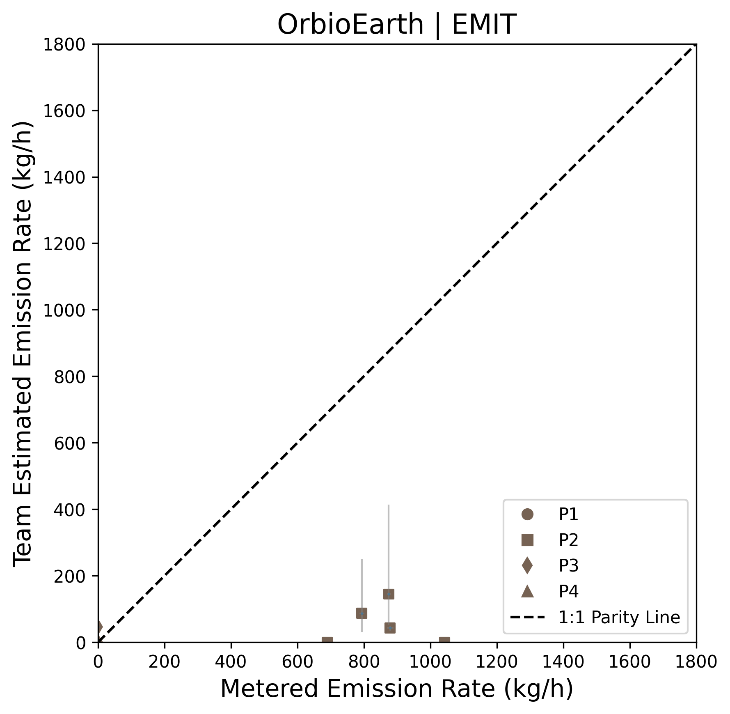 OrbioEarth | EMIT
Team Estimated Emission Rate (kg/h)
1800
1600
1400
1200
1000
800
600
400
200
0
P1
P2
P3
P4
1:1 Parity Line
0 200 400 600 800 1000 1200 1400 1600 1800
Metered Emission Rate (kg/h)